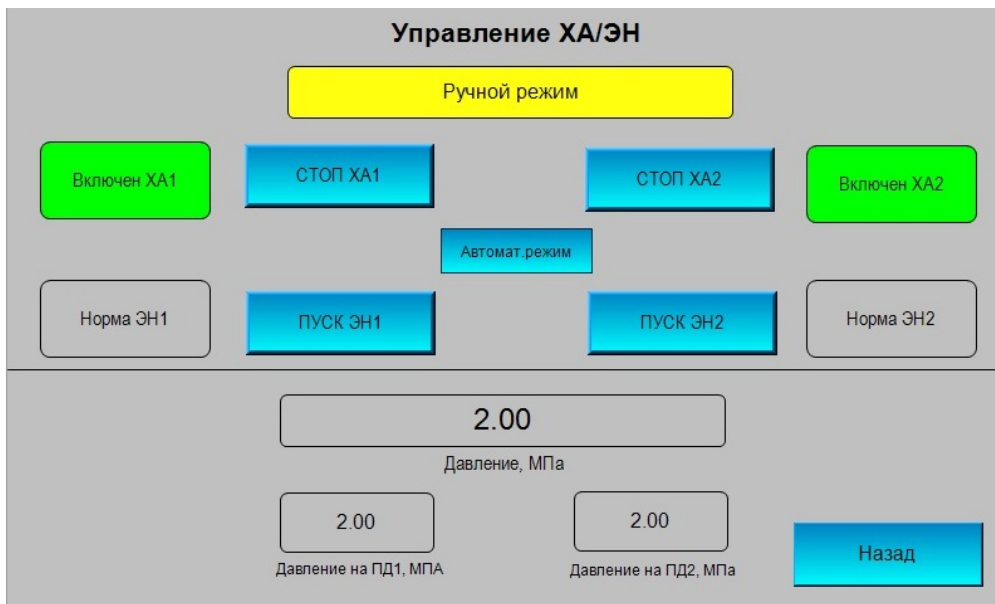 Управление ХА/ЭН
Ручной режим
Включен ХА1
СТОП ХА1
СТОП ХА2
Включен ХА2
Автомат.режим
Норма ЭН1
ПУСК ЭН1
ПУСК ЭН2
Норма ЭН2
2.00
Давление, МПа
2.00
2.00
Давление на ПД1, МПА
Давление на ПД2, МПа
Назад